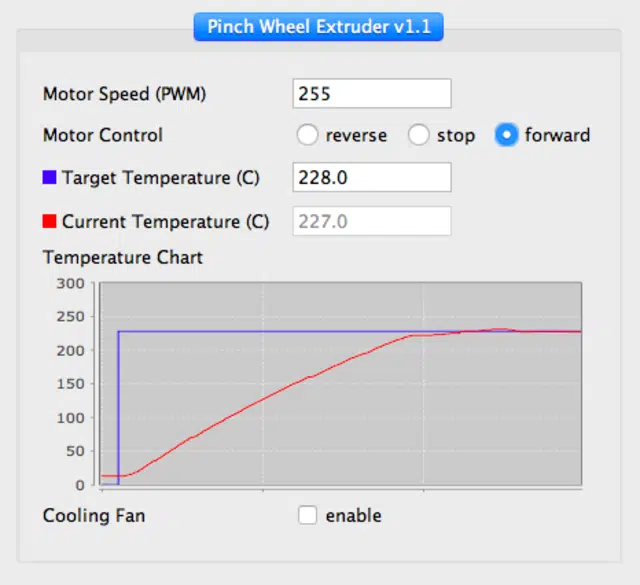 Pinch Wheel Extruder v1.1
Motor Speed (PWM) 255
Motor Control reverse stop forward
Target Temperature (C) 228.0
Current Temperature (C) 227.0
Temperature Chart
300
250
200
150
100
50
0
Cooling Fan enable